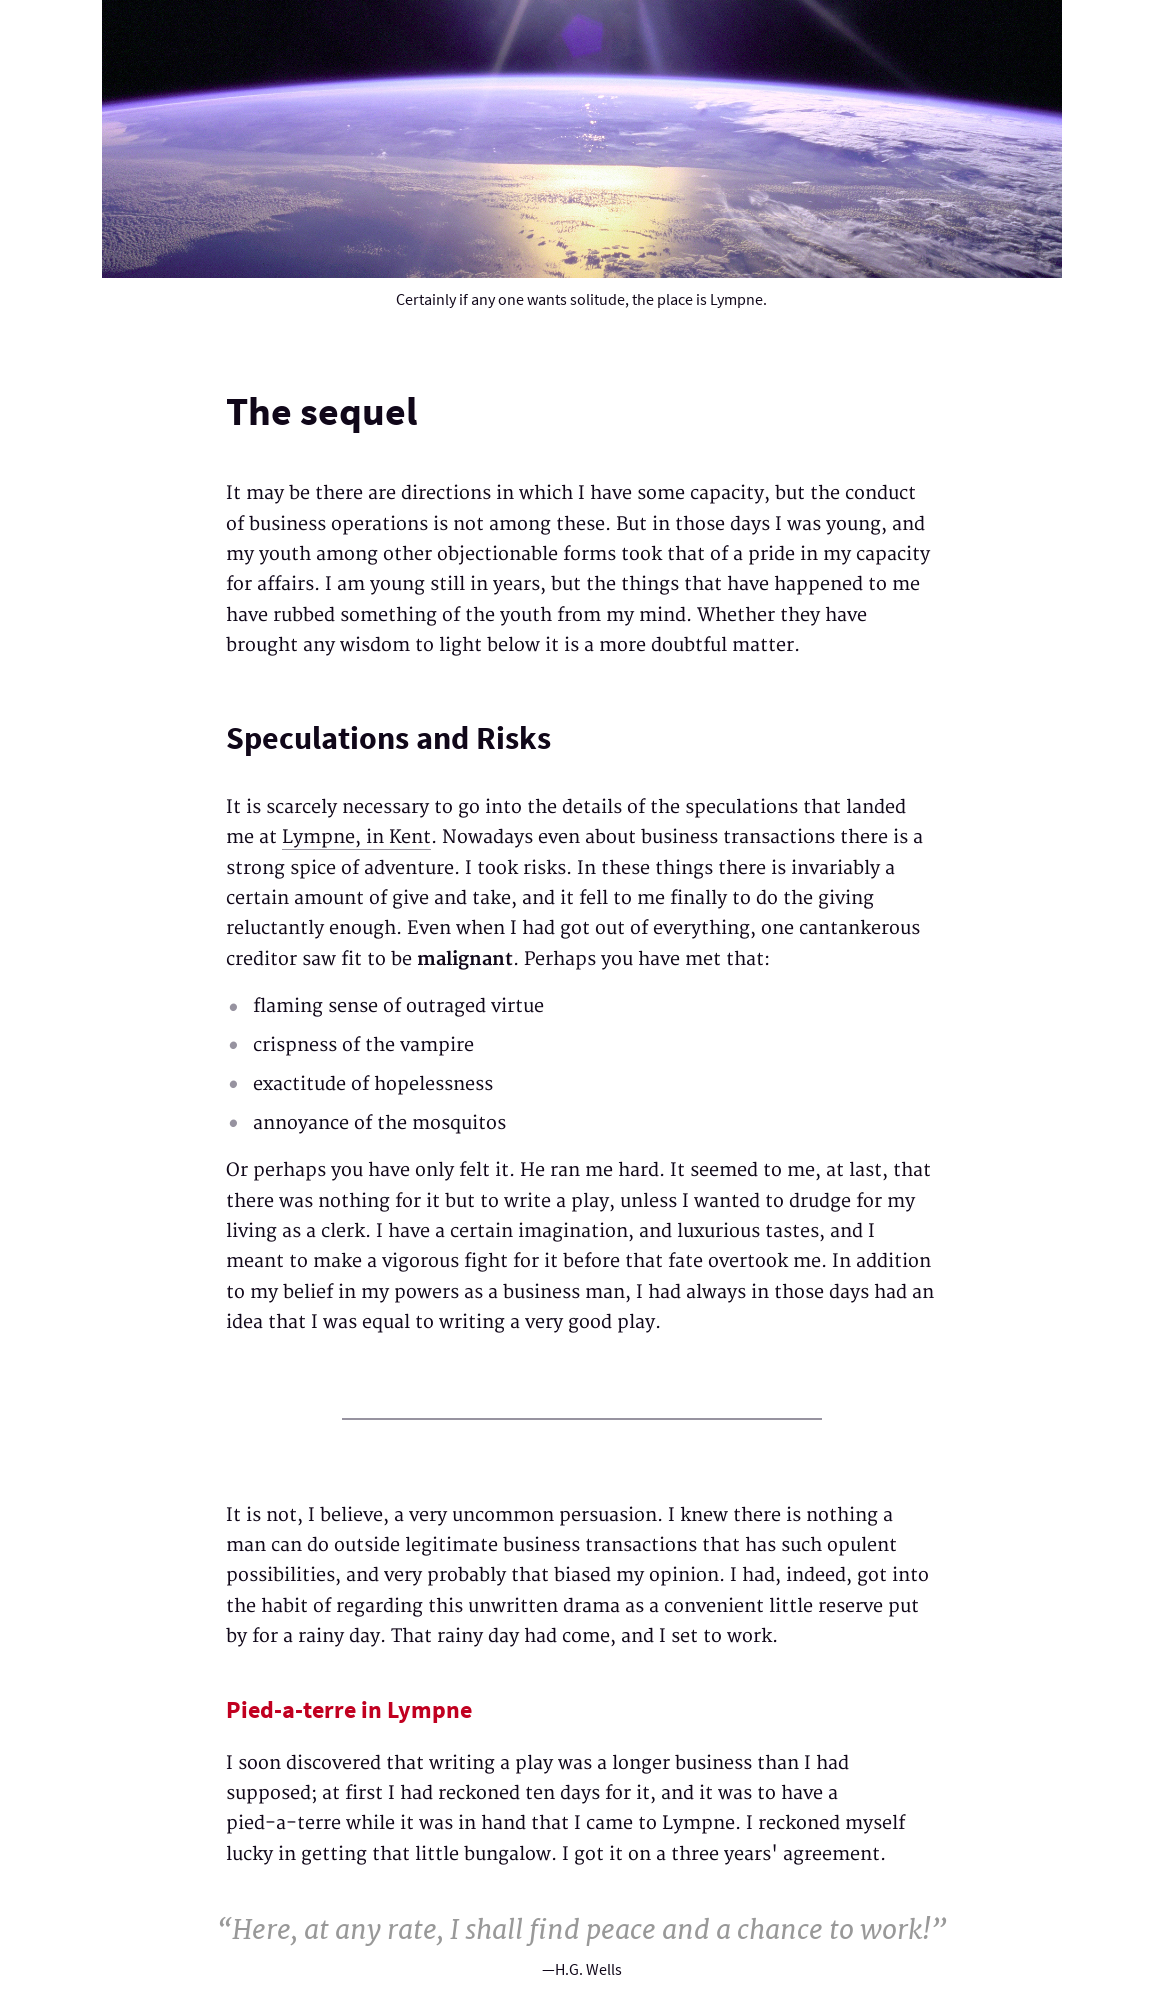 Certainly if any one wants solitude, the place is Lympne.
The sequel
It may be there are directions in which I have some capacity, but the conduct
of business operations is not among these. But in those days I was young, and
my youth among other objectionable forms took that of a pride in my capacity
for affairs. I am young still in years, but the things that have happened to me
have rubbed something of the youth from my mind. Whether they have
brought any wisdom to light below it is a more doubtful matter.
Speculations and Risks
It is scarcely necessary to go into the details of the speculations that landed
me at Lympne, in Kent. Nowadays even about business transactions there is a
strong spice of adventure. I took risks. In these things there is invariably a
certain amount of give and take, and it fell to me finally to do the giving
reluctantly enough. Even when I had got out of everything, one cantankerous
creditor saw fit to be malignant. Perhaps you have met that:
• flaming sense of outraged virtue
• crispness of the vampire
• exactitude of hopelessness
• annoyance of the mosquitos
Or perhaps you have only felt it. He ran me hard. It seemed to me, at last, that
there was nothing for it but to write a play, unless I wanted to drudge for my
living as a clerk. I have a certain imagination, and luxurious tastes, and I
meant to make a vigorous fight for it before that fate overtook me. In addition
to my belief in my powers as a business man, I had always in those days had an
idea that I was equal to writing a very good play.
It is not, I believe, a very uncommon persuasion. I knew there is nothing a
man can do outside legitimate business transactions that has such opulent
possibilities, and very probably that biased my opinion. I had, indeed, got into
the habit of regarding this unwritten drama as a convenient little reserve put
by for a rainy day. That rainy day had come, and I set to work.
Pied-a-terre in Lympne
I soon discovered that writing a play was a longer business than I had
supposed; at first I had reckoned ten days for it, and it was to have a
pied-a-terre while it was in hand that I came to Lympne. I reckoned myself
lucky in getting that little bungalow. I got it on a three years' agreement.
“Here, at any rate, I shall find peace and a chance to work!”
—H.G. Wells